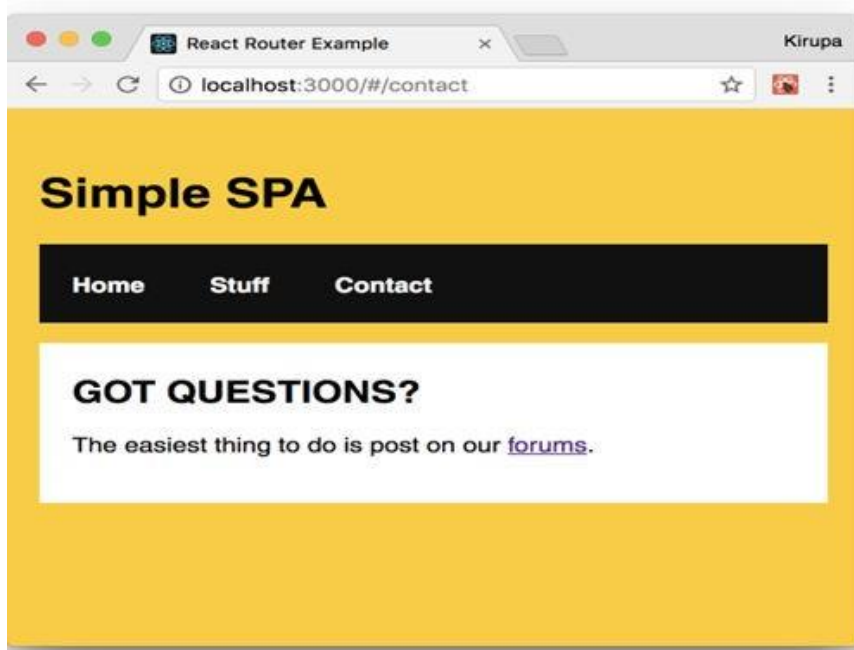 React Router Example
Kirupa
localhost:3000/#/contact
Simple SPA
Home Stuff Contact
GOT QUESTIONS?
The easiest thing to do is post on our forums.